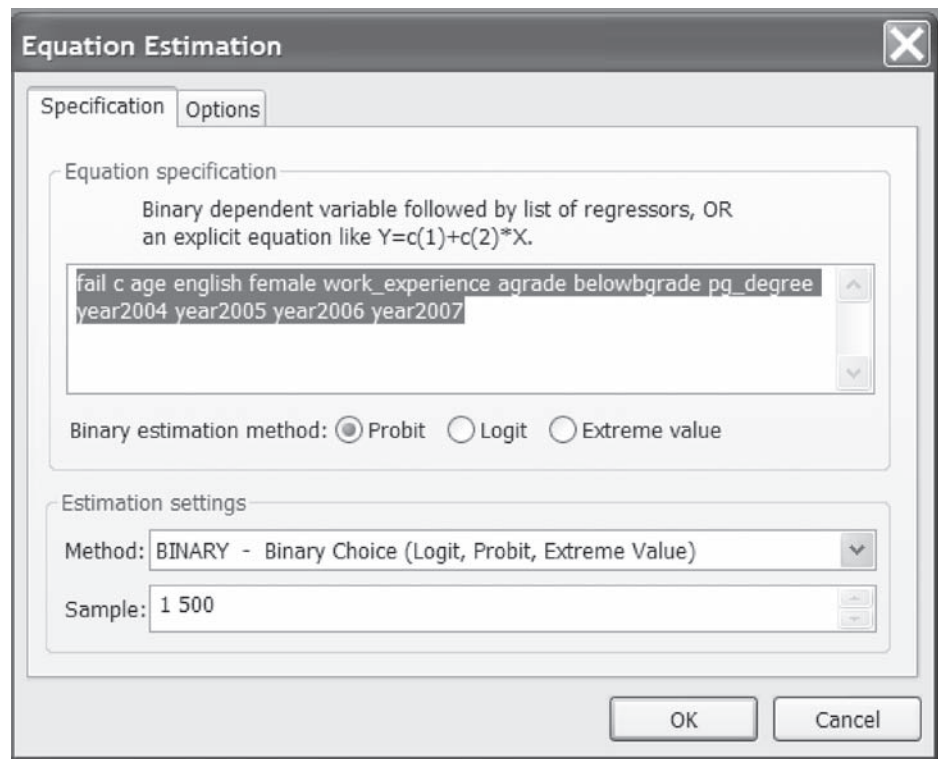 Equation Estimation
Specification
Options
Equation specification
Binary dependent variable followed by list of regressors, OR
an explicit equation like Y=c(1)+c(2)*X.
fail c age english female work_experience agrade belowbgrade pg_degree
year2004 year2005 year2006 year2007
Binary estimation method: Probit Logit Extreme value
Estimation settings
Method: BINARY - Binary Choice (Logit, Probit, Extreme Value)
Sample: 1 500
OK Cancel